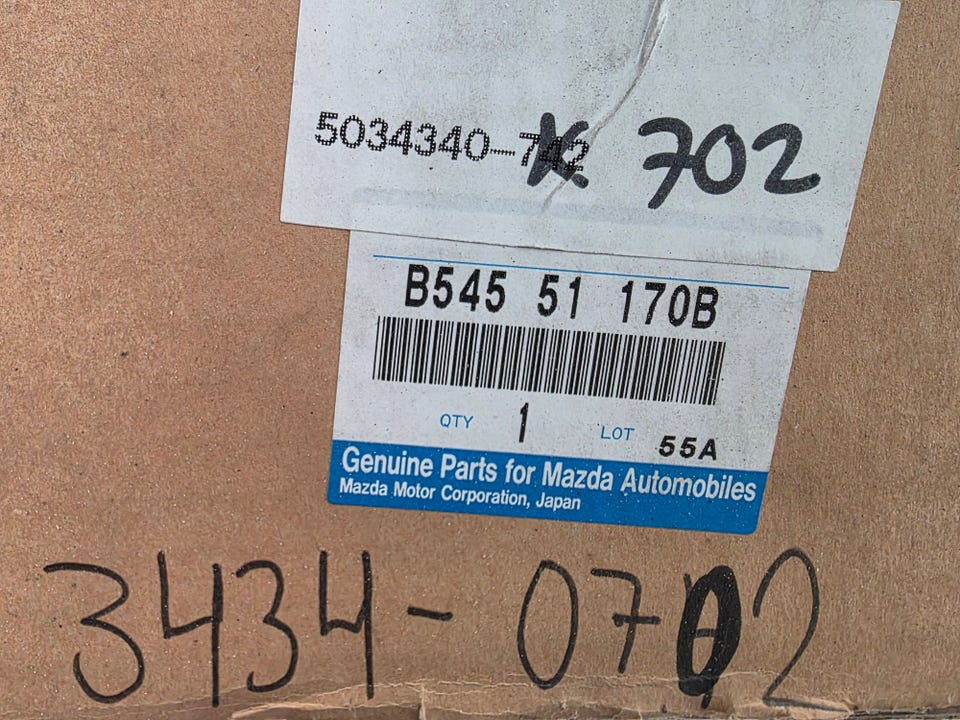 5034340-742 702
B545 51 170B
QTY 1 LOT 55A
Genuine Parts for Mazda Automobiles
Mazda Motor Corporation, Japan
3434-0702